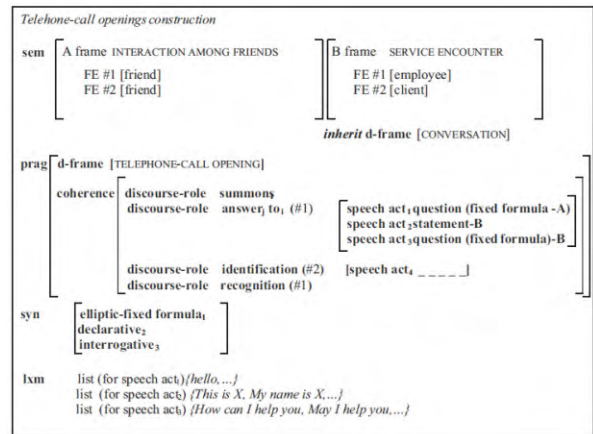 Telehone-call openings construction
sem A frame INTERACTION AMONG FRIENDS B frame SERVICE ENCOUNTER
FE #1 [friend] FE #1 [employee]
FE #2 [friend] FE #2 [client]
inherit d-frame [CONVERSATION]
prag d-frame [TELEPHONE-CALL OPENING]
coherence discourse-role summons
discourse-role answerj to (#1) speech act1 question (fixed formula -A)
speech act2 statement-B
speech act3 question (fixed formula)-B
discourse-role identification (#2) [speech act4 _ _ _ _ _]
discourse-role recognition (#1)
syn elliptic-fixed formula1
declarative2
interrogative3
lxm list (for speech act1) {hello,...}
list (for speech act2) {This is X, My name is X,...}
list (for speech act3) {How can I help you, May I help you,...}